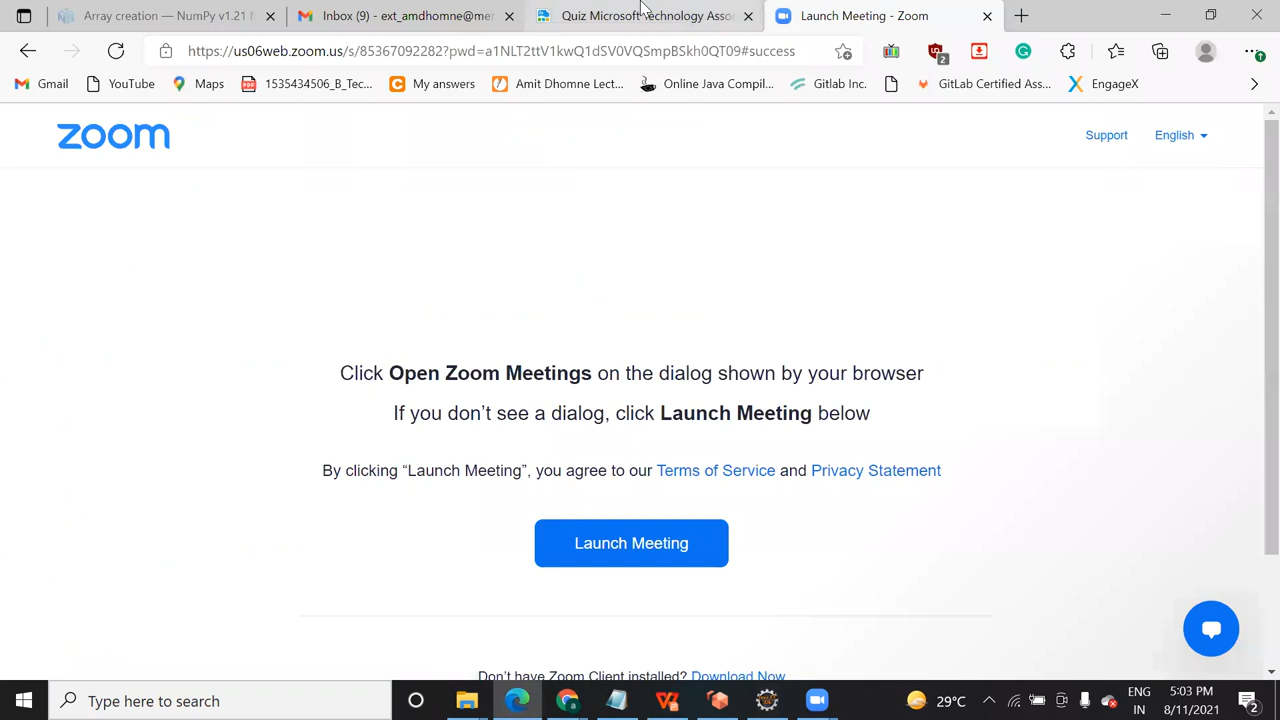 Array creation — NumPy v1.21 M
Inbox (9) - ext_amdhomne@mer
Quiz Microsoft Technology Asso
Launch Meeting - Zoom
https://us06web.zoom.us/s/85367092282?pwd=a1NLT2ttV1kwQ1dSV0VQSmpBSkh0QT09#success
2
Gmail YouTube Maps 1535434506_B_Tec... My answers Amit Dhomne Lect... Online Java Compil... Gitlab Inc. GitLab Certified Ass... EngageX
zoom
Support English
Click Open Zoom Meetings on the dialog shown by your browser
If you don't see a dialog, click Launch Meeting below
By clicking “Launch Meeting”, you agree to our Terms of Service and Privacy Statement
Launch Meeting
Don't have Zoom Client installed? Download Now
Type here to search
29°C
ENG
IN
5:03 PM
8/11/2021
2